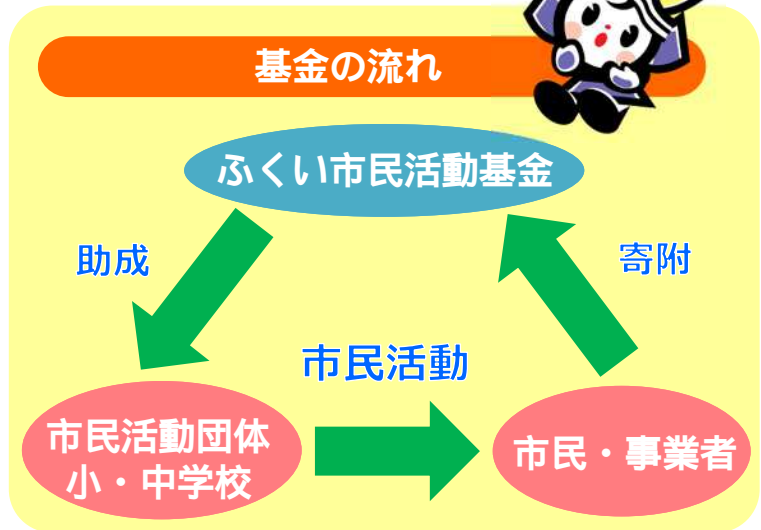 基金の流れ
ふくい市民活動基金
助成
寄附
市民活動
市民活動団体
小・中学校
市民・事業者